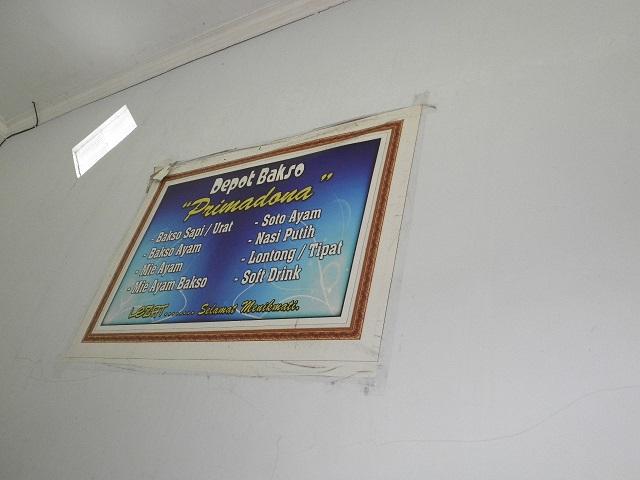 Depot Bakso
"Primadona"
- Bakso Sapi / Urat
- Bakso Ayam
- Mie Ayam
- Mie Ayam Bakso
- Soto Ayam
- Nasi Putih
- Lontong / Tipat
- Soft Drink
........ Selamat Menikmati.